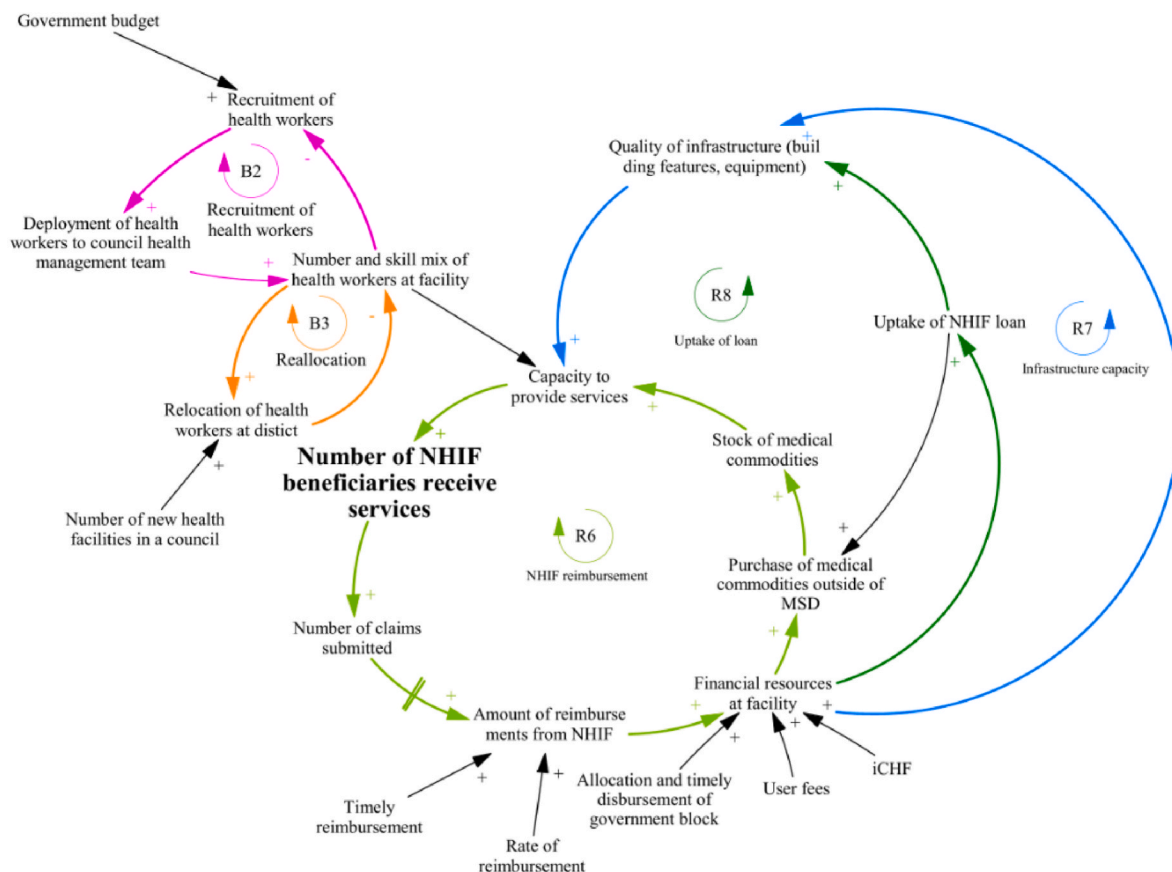 Government budget
+
Recruitment of
health workers
-
B2
Recruitment of
health workers
+
Deployment of health
workers to council health
management team
+
Number and skill mix of
health workers at facility
B3
Reallocation
-
+
Relocation of health
workers at distict
+
Number of new health
facilities in a council
+
Quality of infrastructure (buil
ding features, equipment)
+
R8
Uptake of loan
Uptake of NHIF loan
+
R7
Infrastructure capacity
+
Capacity to
provide services
+
+
Number of NHIF
beneficiaries receive
services
Stock of medical
commodities
+
R6
NHIF reimbursement
+
Purchase of medical
commodities outside of
MSD
+
+
Number of claims
submitted
+
Amount of reimburse
ments from NHIF
+
Financial resources
at facility
+
+
+
+
+
Timely
reimbursement
Rate of
reimbursement
Allocation and timely
disbursement of
government block
User fees
iCHF